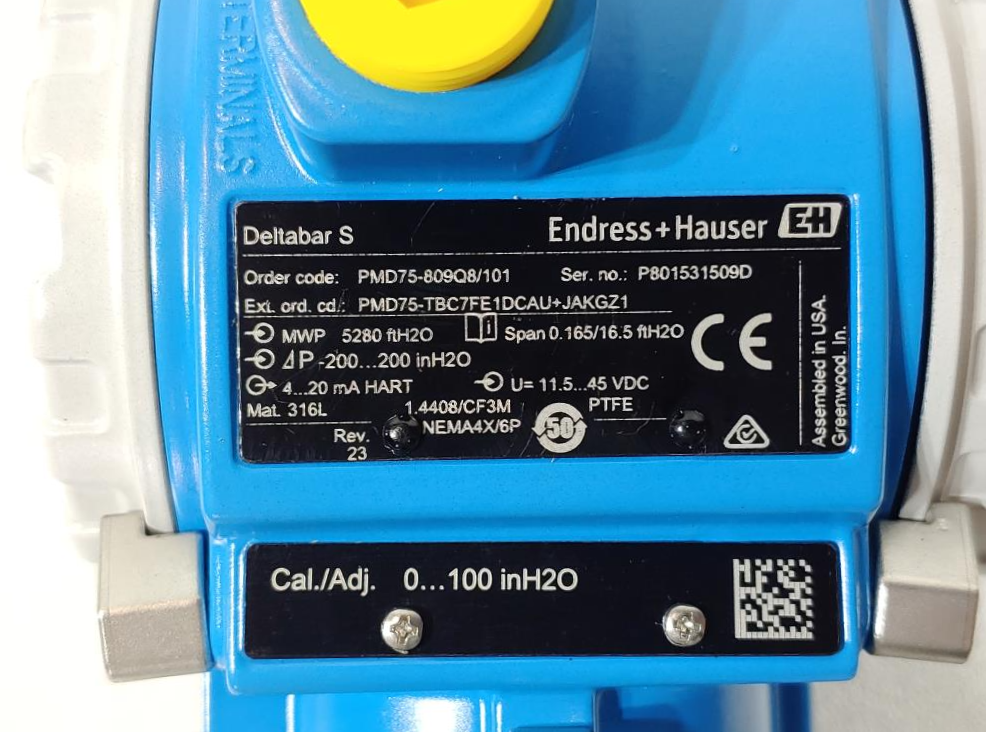 TERMINALS
Deltabar S
Endress+Hauser EH
Order code: PMD75-809Q8/101 Ser. no.: P801531509D
Ext. ord. cd.: PMD75-TBC7FE1DCAU+JAKGZ1
MWP 5280 ftH2O Span 0.165/16.5 ftH2O
⊿P -200...200 inH2O
4...20 mA HART U= 11.5...45 VDC
Mat. 316L 1.4408/CF3M PTFE
Rev. 23 NEMA4X/6P 50
CE
Assembled in USA.
Greenwood. In.
Cal./Adj. 0...100 inH2O